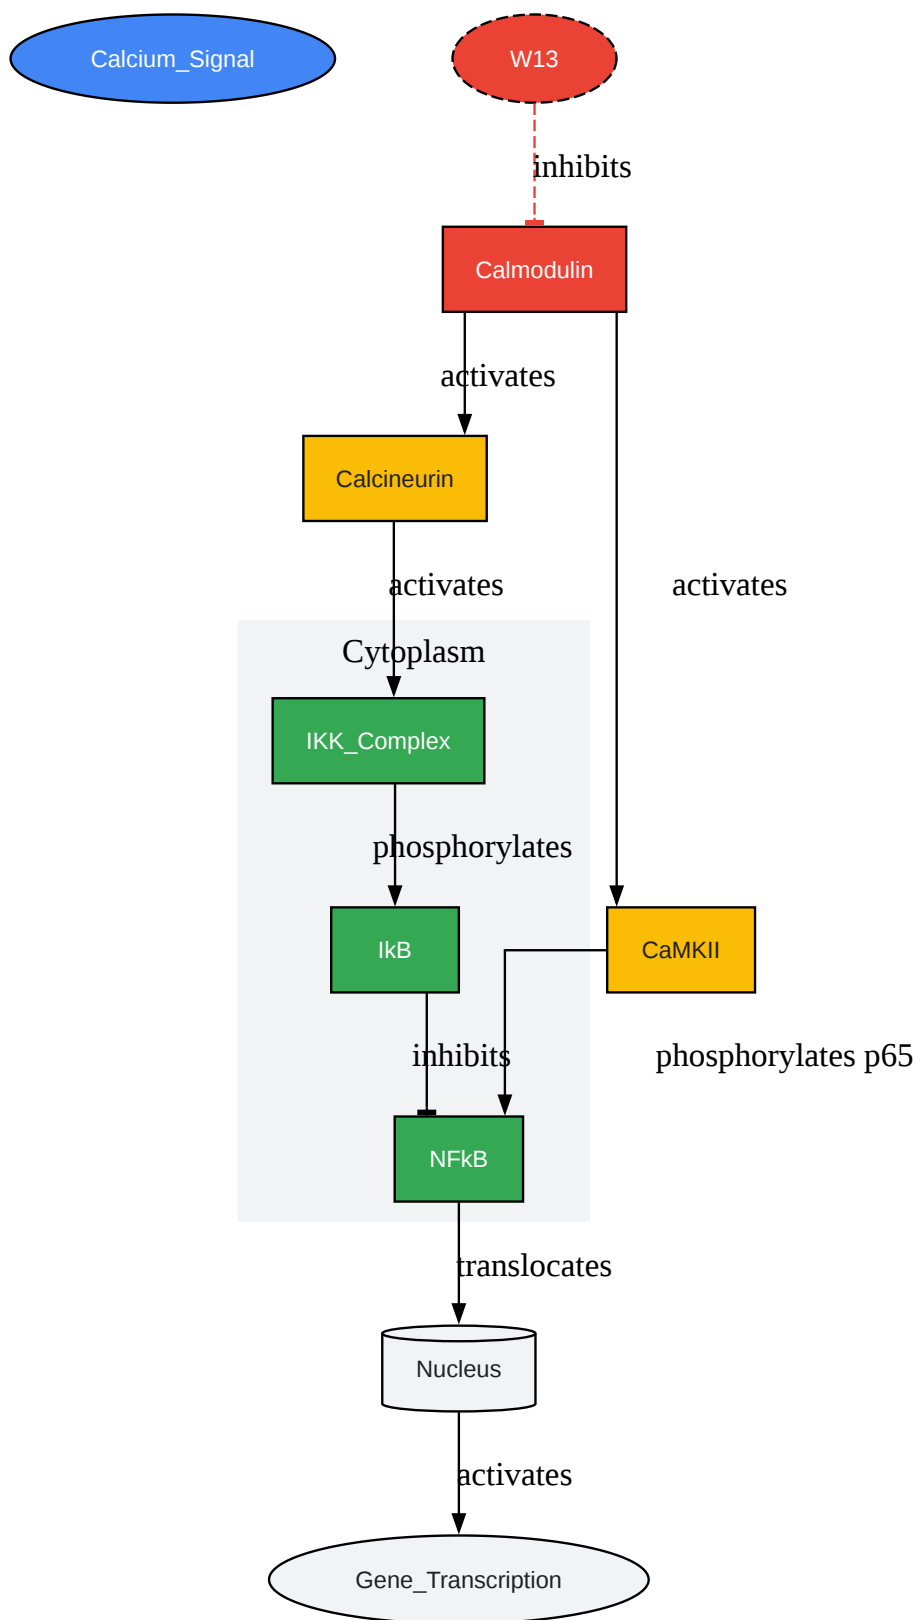 Calcium_Signal
W13
inhibits
Calmodulin
activates
Calcineurin
activates
activates
Cytoplasm
IKK_Complex
phosphorylates
IkB
CaMKII
inhibits
phosphorylates p65
NFkB
translocates
Nucleus
activates
Gene_Transcription